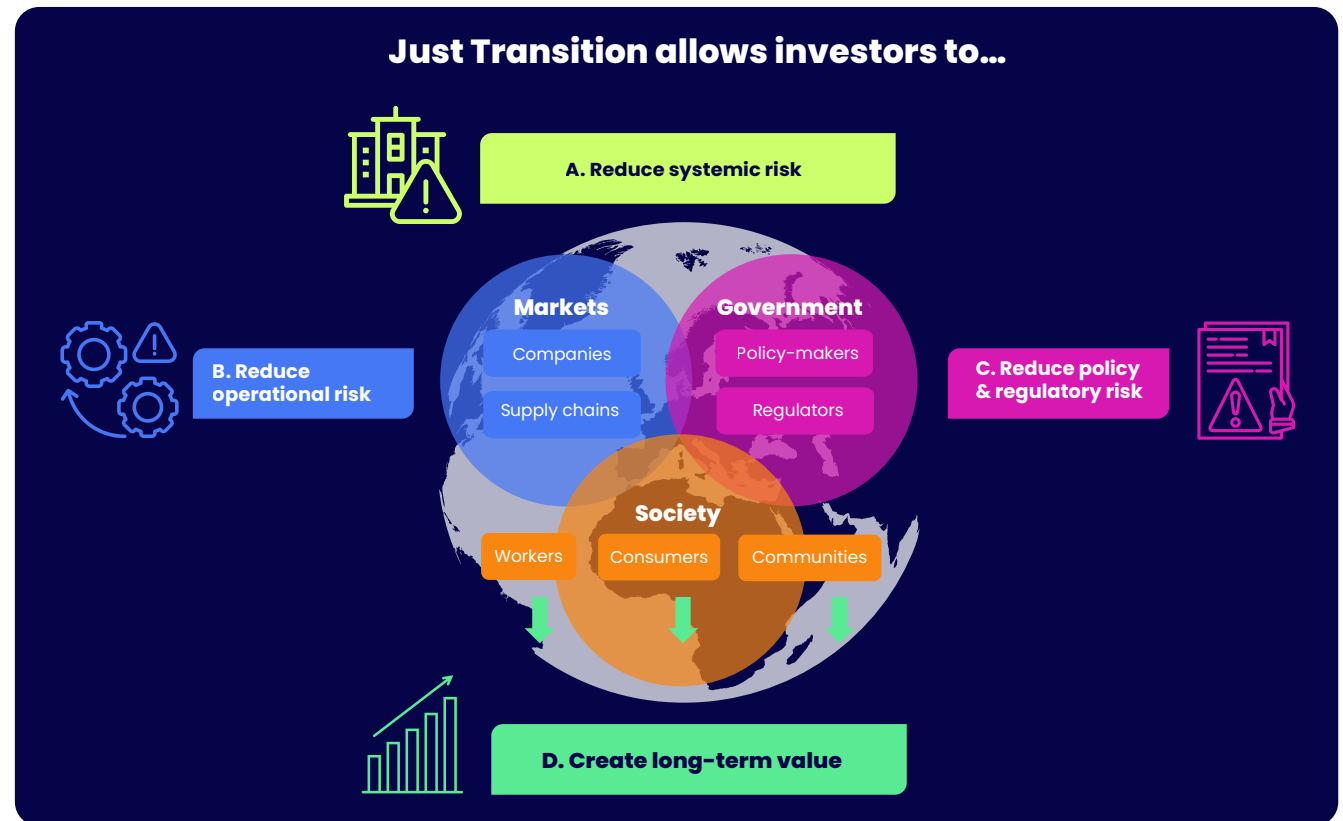 Just Transition allows investors to...
A. Reduce systemic risk
Markets
Companies
Supply chains
Government
Policy-makers
Regulators
B. Reduce
operational risk
C. Reduce policy
& regulatory risk
Society
Workers
Consumers
Communities
D. Create long-term value